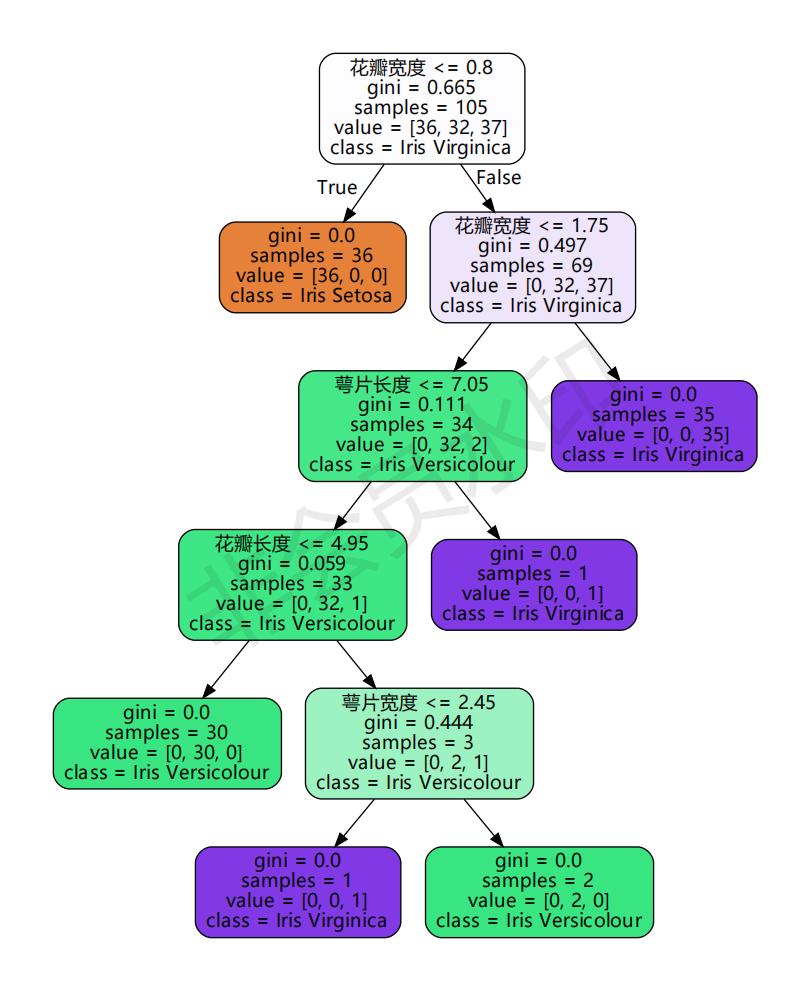 花瓣宽度 <= 0.8
gini = 0.665
samples = 105
value = [36, 32, 37]
class = Iris Virginica
True
False
gini = 0.0
samples = 36
value = [36, 0, 0]
class = Iris Setosa
花瓣宽度 <= 1.75
gini = 0.497
samples = 69
value = [0, 32, 37]
class = Iris Virginica
萼片长度 <= 7.05
gini = 0.111
samples = 34
value = [0, 32, 2]
class = Iris Versicolour
gini = 0.0
samples = 35
value = [0, 0, 35]
class = Iris Virginica
花瓣长度 <= 4.95
gini = 0.059
samples = 33
value = [0, 32, 1]
class = Iris Versicolour
gini = 0.0
samples = 1
value = [0, 0, 1]
class = Iris Virginica
gini = 0.0
samples = 30
value = [0, 30, 0]
class = Iris Versicolour
萼片宽度 <= 2.45
gini = 0.444
samples = 3
value = [0, 2, 1]
class = Iris Versicolour
gini = 0.0
samples = 1
value = [0, 0, 1]
class = Iris Virginica
gini = 0.0
samples = 2
value = [0, 2, 0]
class = Iris Versicolour
非会员水印